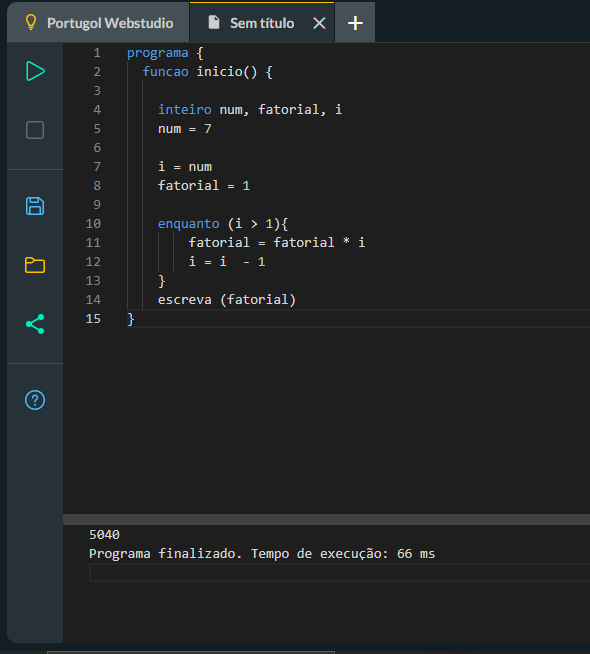 Portugol Webstudio Sem título
1 programa {
2 funcao inicio() {
3
4 inteiro num, fatorial, i
5 num = 7
6
7 i = num
8 fatorial = 1
9
10 enquanto (i > 1){
11 fatorial = fatorial * i
12 i = i  - 1
13 }
14 escreva (fatorial)
15 }
5040
Programa finalizado. Tempo de execução: 66 ms